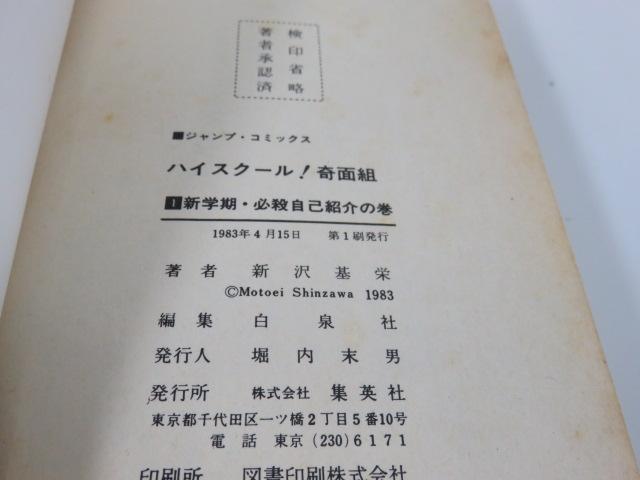 検印省略
著者承認済
■ジャンプ・コミックス
ハイスクール!奇面組
1新学期・必殺自己紹介の巻
1983年4月15日 第1刷発行
著者 新沢基栄
©Motoei Shinzawa 1983
編集 白泉社
発行人 堀内末男
発行所 株式会社 集英社
東京都千代田区一ツ橋2丁目5番10号
電話 東京(230)6171
印刷所 図書印刷株式会社